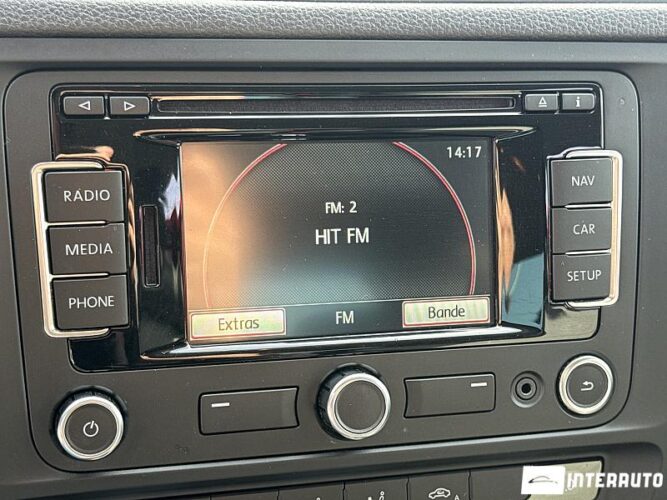 i
14:17
RADIO
NAV
FM: 2
HIT FM
MEDIA
CAR
PHONE
SETUP
Extras
FM
Bande
INTERAUTO